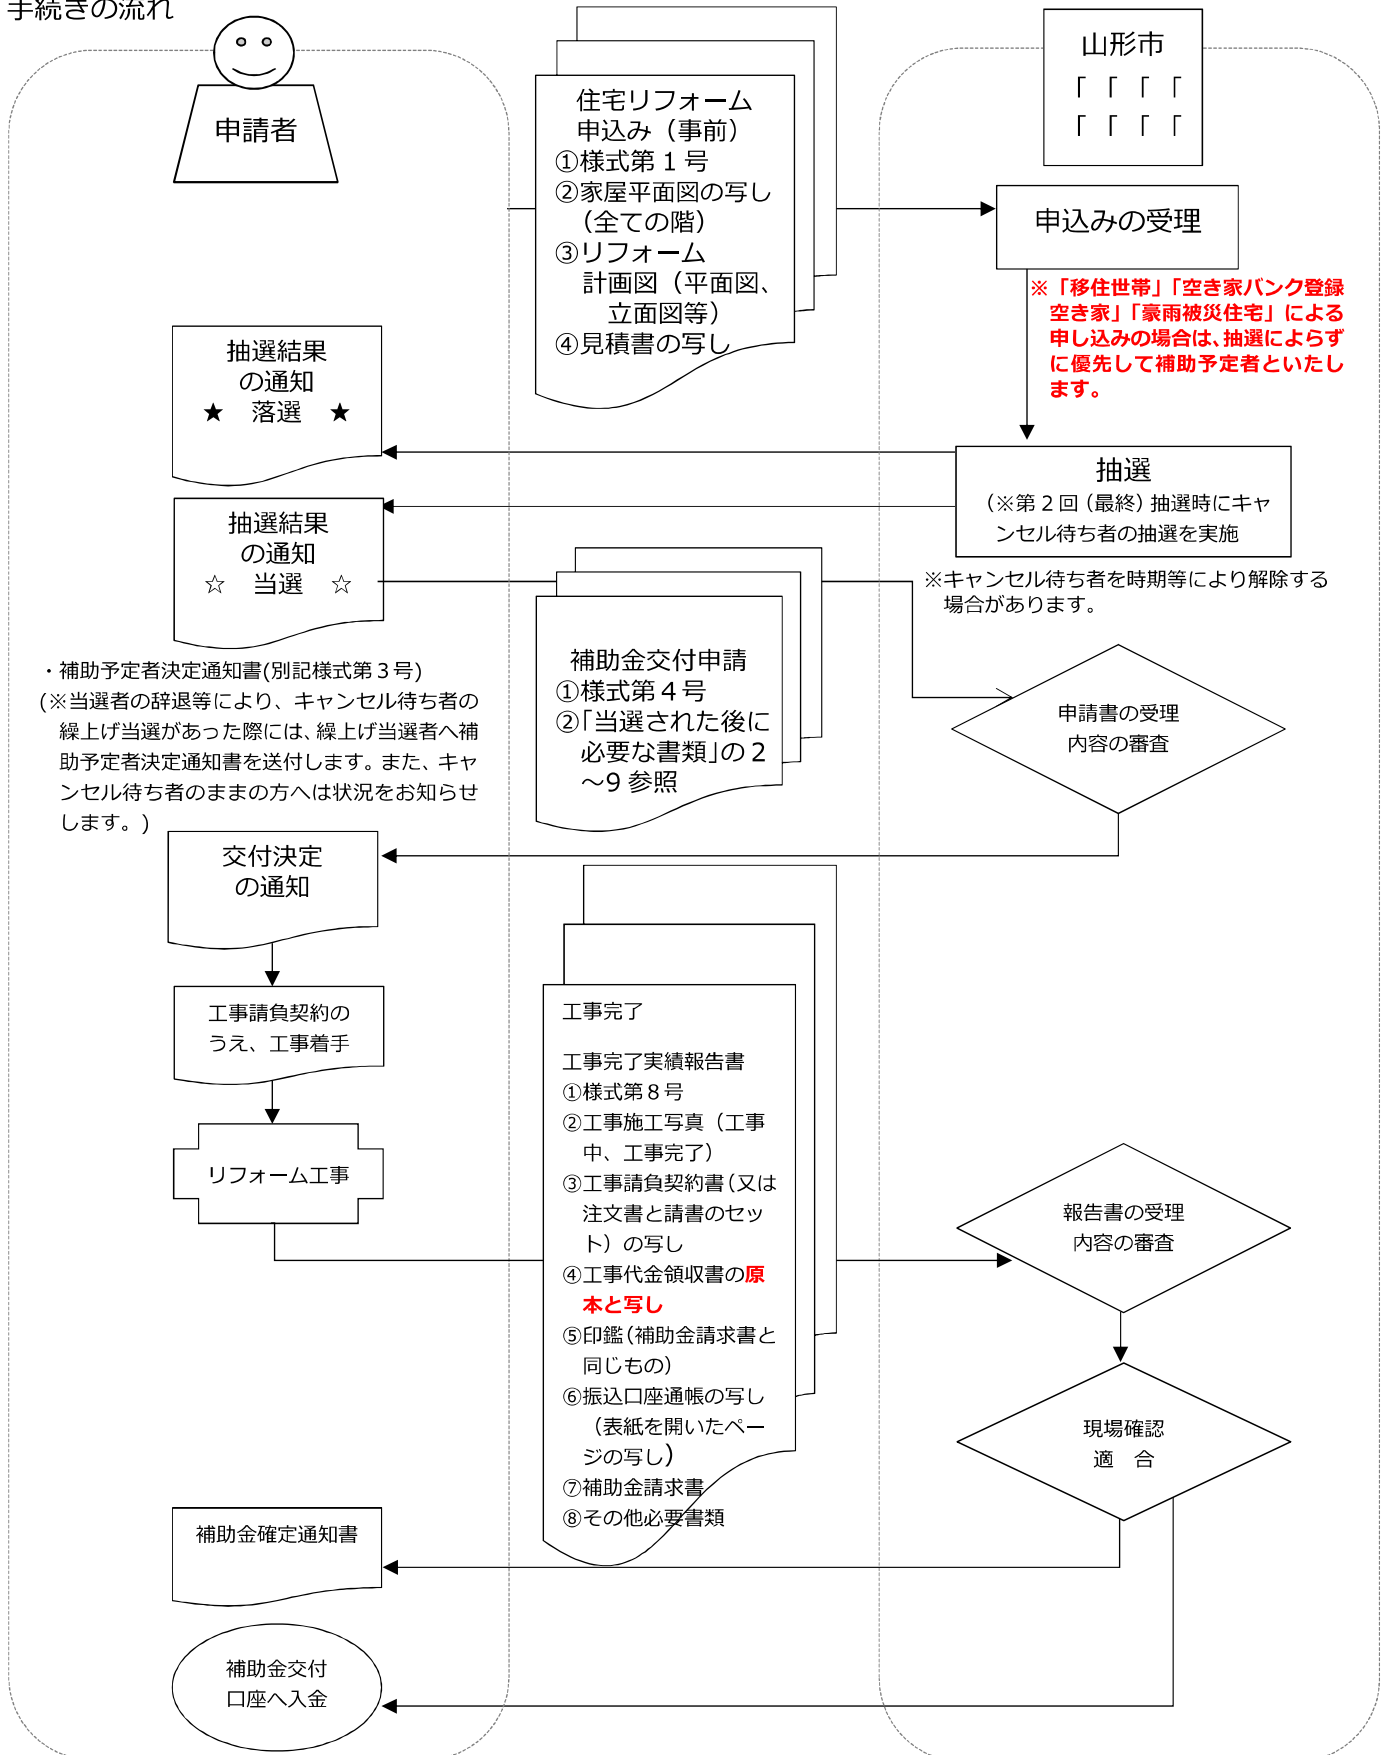 手続きの流れ
申請者
住宅リフォーム
申込み（事前）
①様式第１号
②家屋平面図の写し
（全ての階）
③リフォーム
計画図（平面図、
立面図等）
④見積書の写し
山形市
「 「 「 「
「 「 「 「
申込みの受理
※「移住世帯」「空き家バンク登録
空き家」「豪雨被災住宅」による
申し込みの場合は、抽選によらず
に優先して補助予定者といたし
ます。
抽選結果
の通知
★　落選　★
抽選
（※第２回（最終）抽選時にキャ
ンセル待ち者の抽選を実施
抽選結果
の通知
☆　当選　☆
※キャンセル待ち者を時期等により解除する
場合があります。
・補助予定者決定通知書(別記様式第３号)
(※当選者の辞退等により、キャンセル待ち者の
繰上げ当選があった際には、繰上げ当選者へ補
助予定者決定通知書を送付します。また、キャ
ンセル待ち者のままの方へは状況をお知らせ
します。)
補助金交付申請
①様式第４号
②「当選された後に
必要な書類」の２
～9 参照
申請書の受理
内容の審査
交付決定
の通知
工事請負契約の
うえ、工事着手
リフォーム工事
工事完了
工事完了実績報告書
①様式第８号
②工事施工写真（工事
中、工事完了）
③工事請負契約書（又は
注文書と請書のセッ
ト）の写し
④工事代金領収書の原
本と写し
⑤印鑑（補助金請求書と
同じもの）
⑥振込口座通帳の写し
（表紙を開いたペー
ジの写し）
⑦補助金請求書
⑧その他必要書類
報告書の受理
内容の審査
現場確認
適　合
補助金確定通知書
補助金交付
口座へ入金